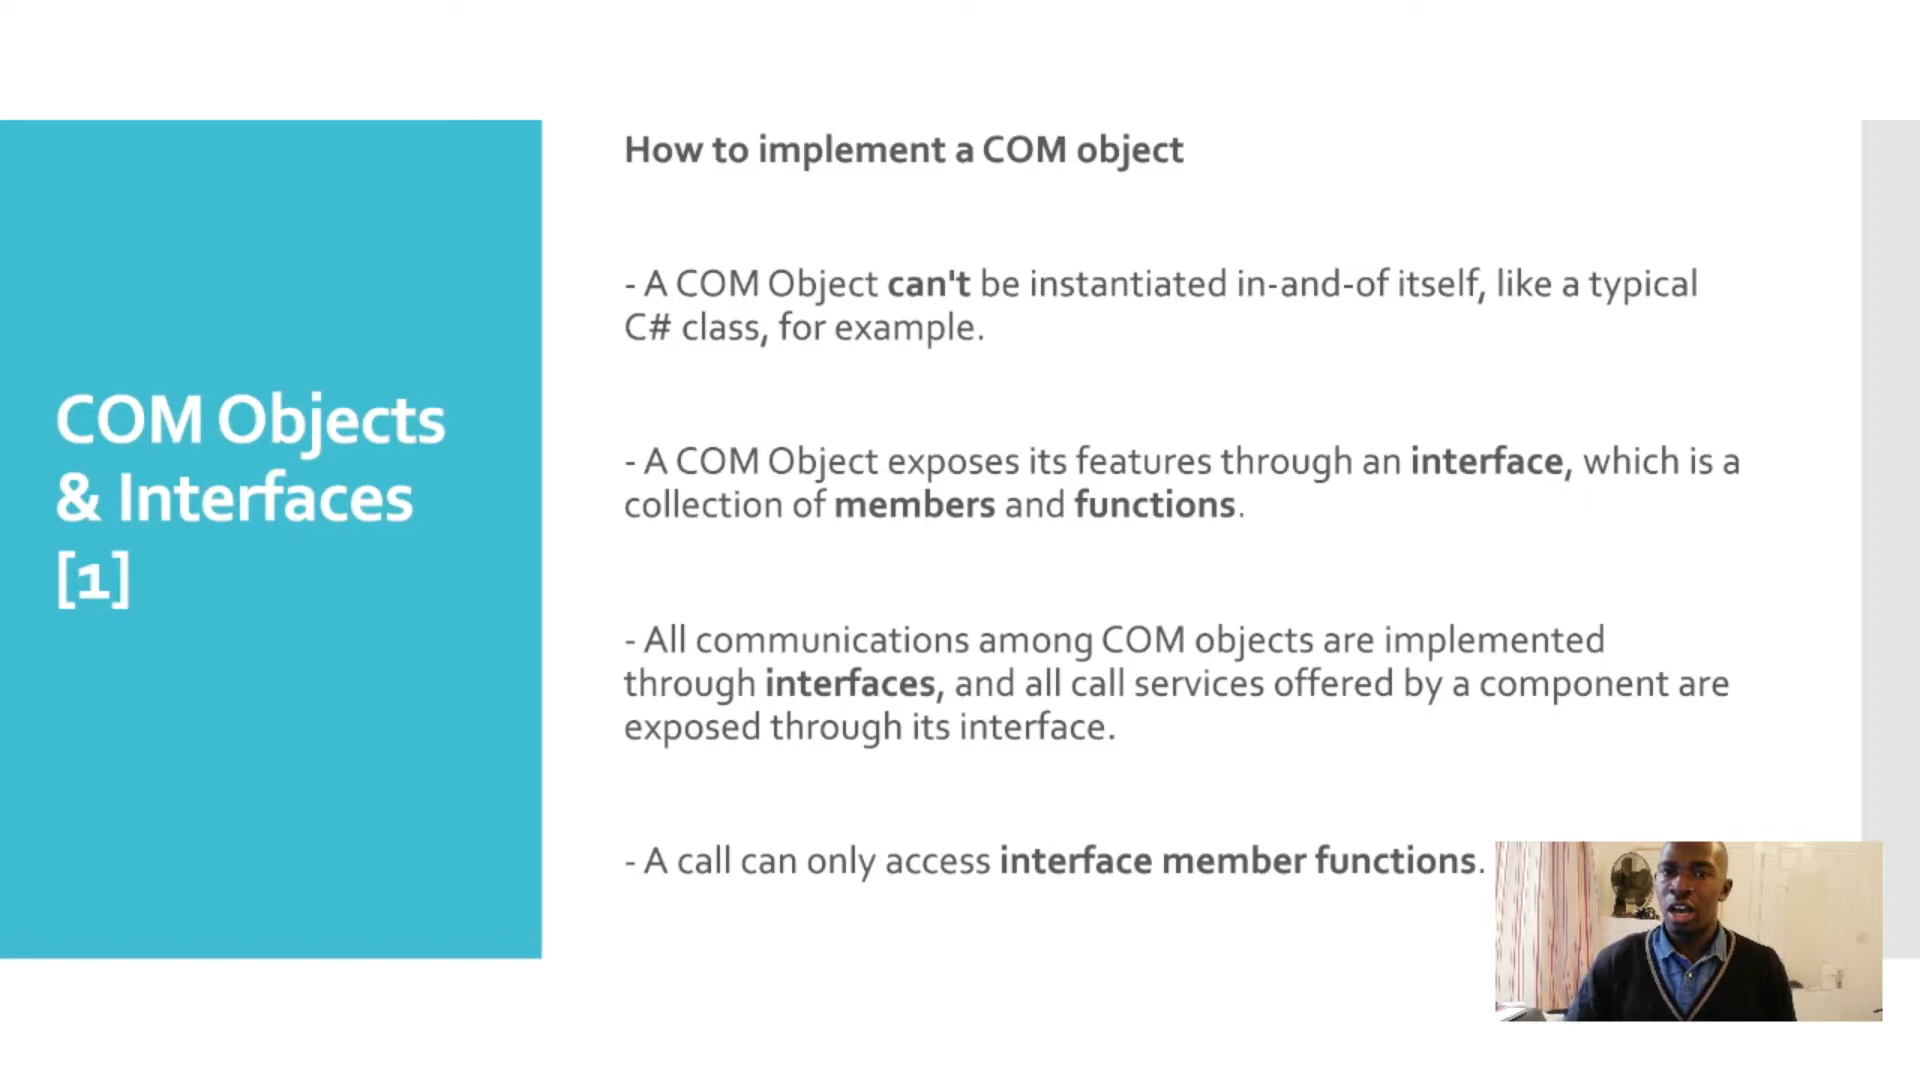 COM Objects
& Interfaces
[1]
How to implement a COM object
- A COM Object can't be instantiated in-and-of itself, like a typical
C# class, for example.
- A COM Object exposes its features through an interface, which is a
collection of members and functions.
- All communications among COM objects are implemented
through interfaces, and all call services offered by a component are
exposed through its interface.
- A call can only access interface member functions.